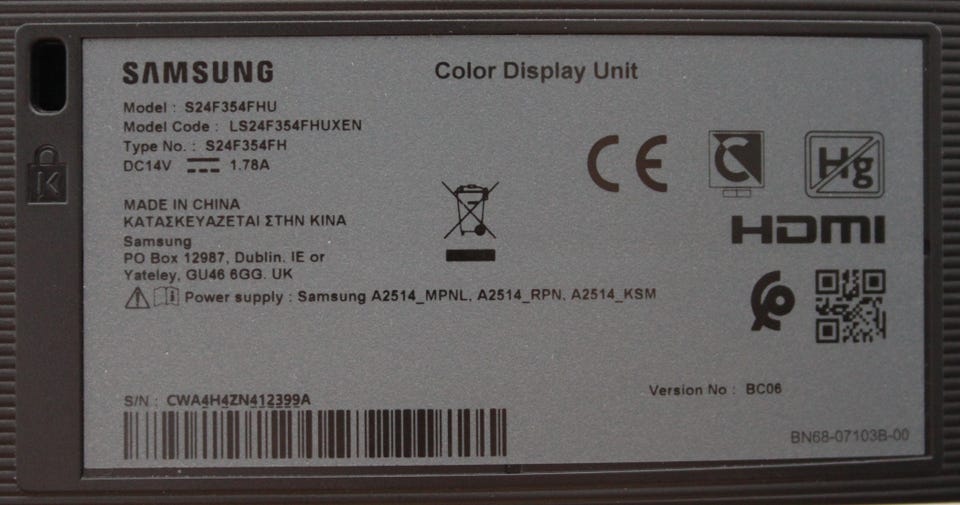 SAMSUNG
Color Display Unit
Model : S24F354FHU
Model Code : LS24F354FHUXEN
Type No. : S24F354FH
DC14V 1.78A
CE
C
Hg
HDMI
MADE IN CHINA
ΚΑΤΑΣΚΕΥΑΖΕΤΑΙ ΣΤΗΝ ΚΙΝΑ
Samsung
PO Box 12987, Dublin. IE or
Yateley, GU46 6GG. UK
Power supply : Samsung A2514_MPNL, A2514_RPN, A2514_KSM
Version No : BC06
S/N : CWA4H4ZN412399A
BN68-07103B-00
K